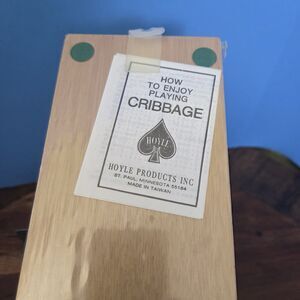 HOW
TO ENJOY
PLAYING
CRIBBAGE
HOYLE
HOYLE PRODUCTS INC
ST. PAUL, MINNESOTA 55164
MADE IN TAIWAN